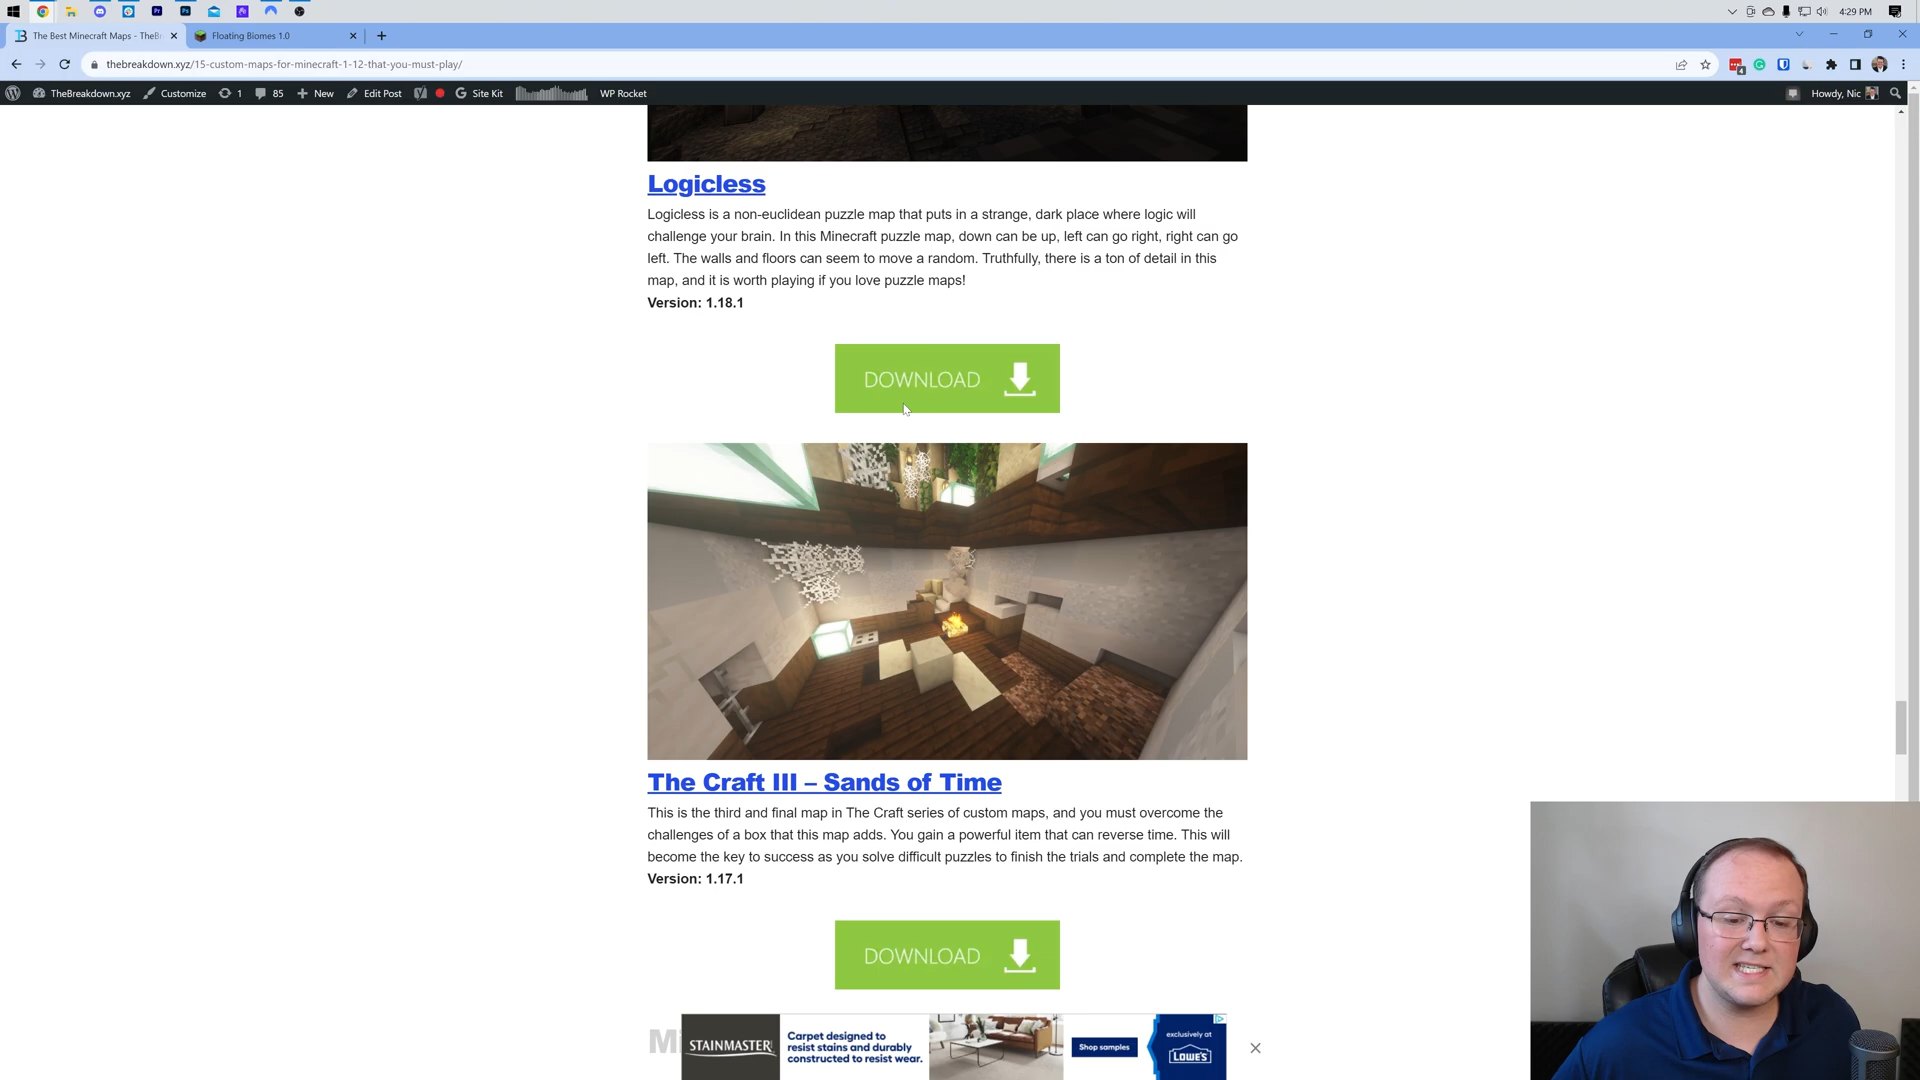 4:29 PM
The Best Minecraft Maps - TheBr
Floating Biomes 1.0
thebreakdown.xyz/15-custom-maps-for-minecraft-1-12-that-you-must-play/
TheBreakdown.xyz Customize 1 85 New Edit Post Site Kit WP Rocket Howdy, Nic
Logicless
Logicless is a non-euclidean puzzle map that puts in a strange, dark place where logic will
challenge your brain. In this Minecraft puzzle map, down can be up, left can go right, right can go
left. The walls and floors can seem to move a random. Truthfully, there is a ton of detail in this
map, and it is worth playing if you love puzzle maps!
Version: 1.18.1
DOWNLOAD
The Craft III – Sands of Time
This is the third and final map in The Craft series of custom maps, and you must overcome the
challenges of a box that this map adds. You gain a powerful item that can reverse time. This will
become the key to success as you solve difficult puzzles to finish the trials and complete the map.
Version: 1.17.1
DOWNLOAD
STAINMASTER
Carpet designed to
resist stains and durably
constructed to resist wear.
Shop samples
exclusively at
LOWE'S